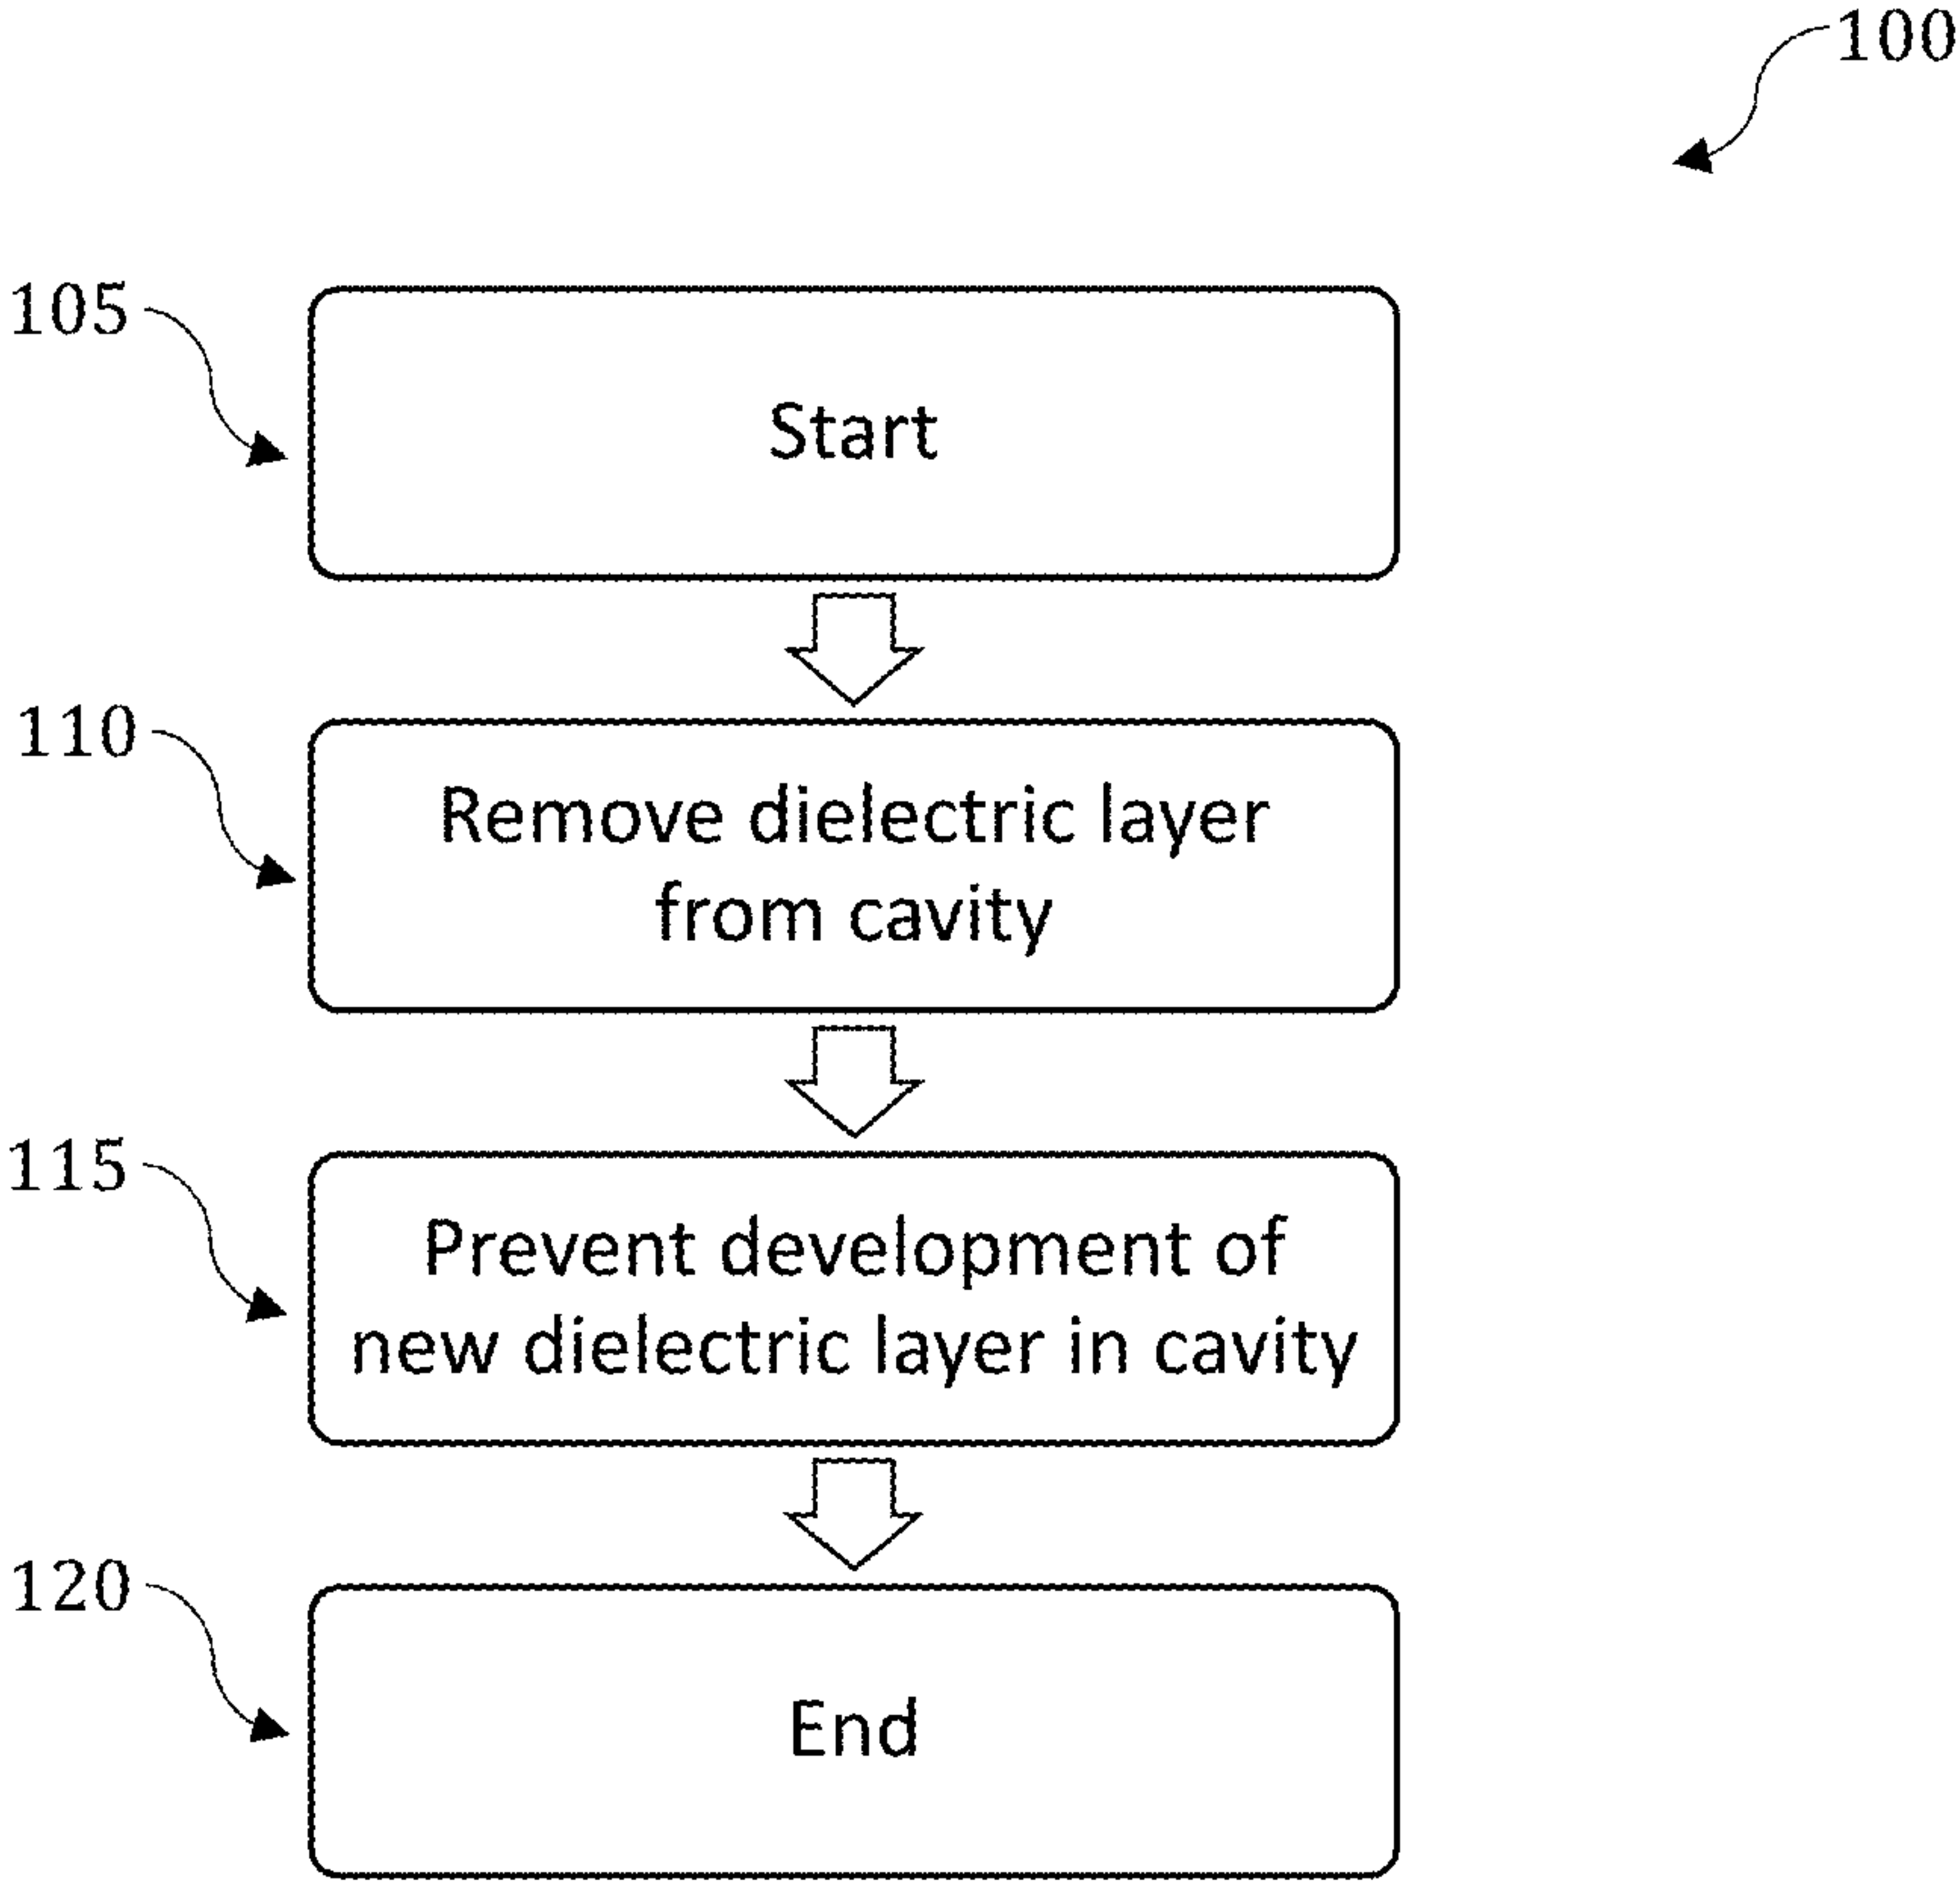 100
105
Start
110
Remove dielectric layer
from cavity
115
Prevent development of
new dielectric layer in cavity
120
End